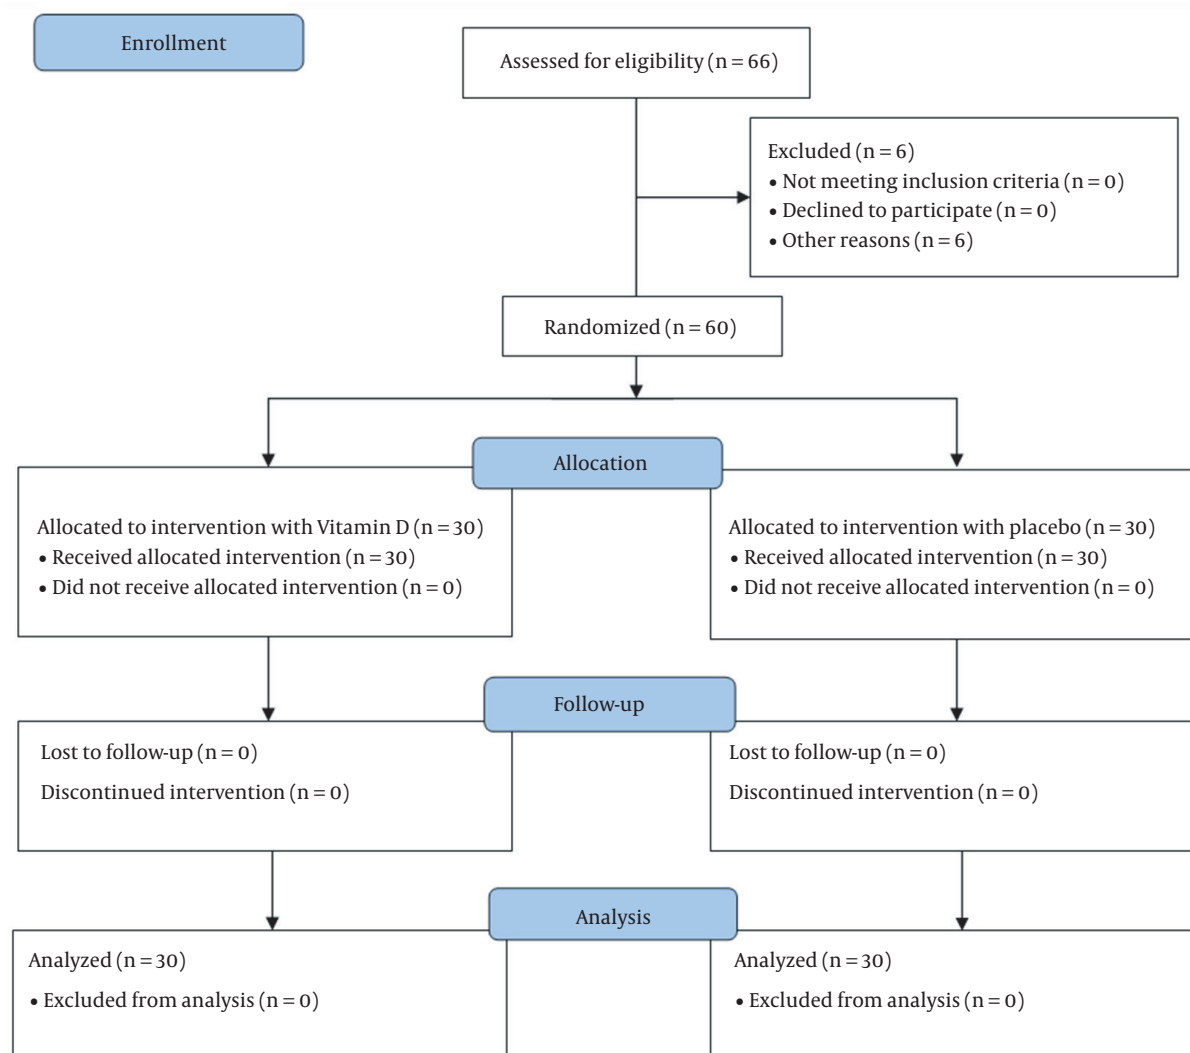 Enrollment
Assessed for eligibility (n = 66)
Excluded (n = 6)
• Not meeting inclusion criteria (n = 0)
• Declined to participate (n = 0)
• Other reasons (n = 6)
Randomized (n = 60)
Allocation
Allocated to intervention with Vitamin D (n = 30)
• Received allocated intervention (n = 30)
• Did not receive allocated intervention (n = 0)
Allocated to intervention with placebo (n = 30)
• Received allocated intervention (n = 30)
• Did not receive allocated intervention (n = 0)
Follow-up
Lost to follow-up (n = 0)
Discontinued intervention (n = 0)
Lost to follow-up (n = 0)
Discontinued intervention (n = 0)
Analysis
Analyzed (n = 30)
• Excluded from analysis (n = 0)
Analyzed (n = 30)
• Excluded from analysis (n = 0)